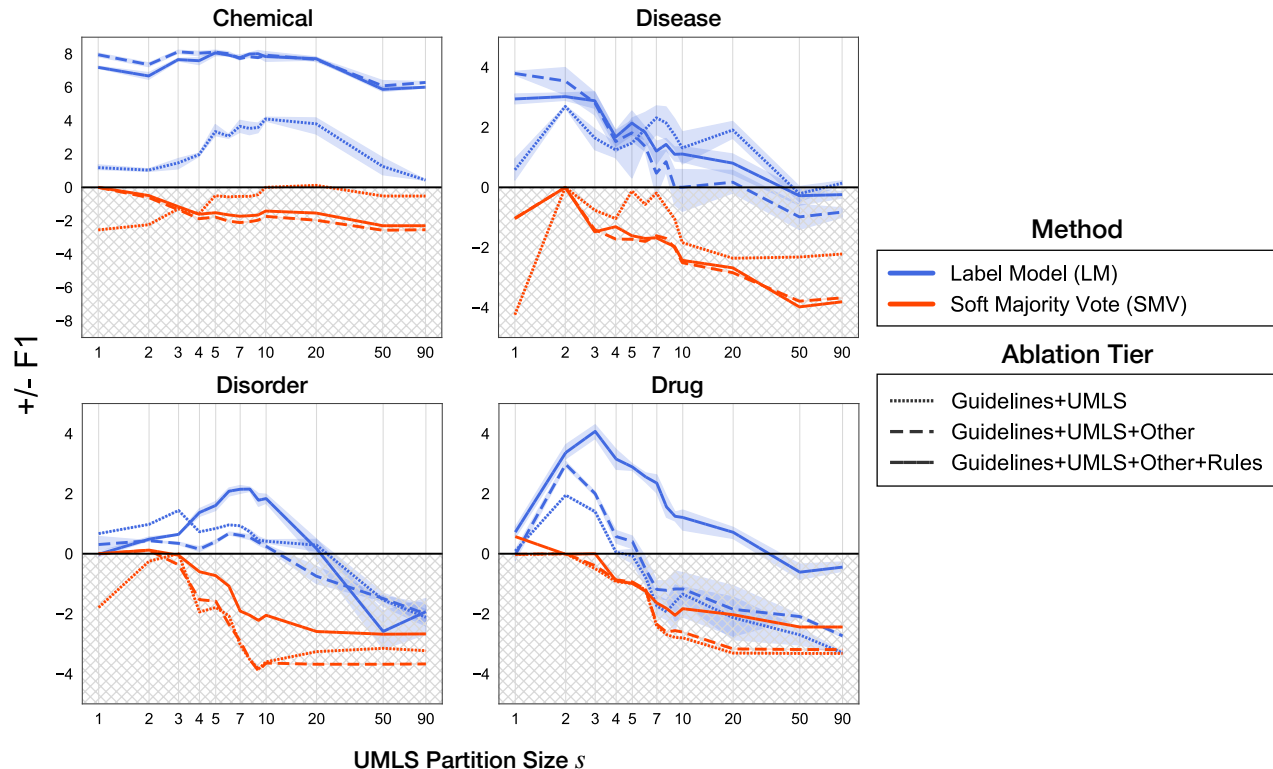 Chemical
Disease
8
6
4
2
0
−2
−4
−6
−8
1 2 3 4 5 7 10 20 50 90
4
2
0
−2
−4
1 2 3 4 5 7 10 20 50 90
Disorder
Drug
4
2
0
−2
−4
1 2 3 4 5 7 10 20 50 90
4
2
0
−2
−4
1 2 3 4 5 7 10 20 50 90
+/- F1
UMLS Partition Size s
Method
Label Model (LM)
Soft Majority Vote (SMV)
Ablation Tier
Guidelines+UMLS
Guidelines+UMLS+Other
Guidelines+UMLS+Other+Rules